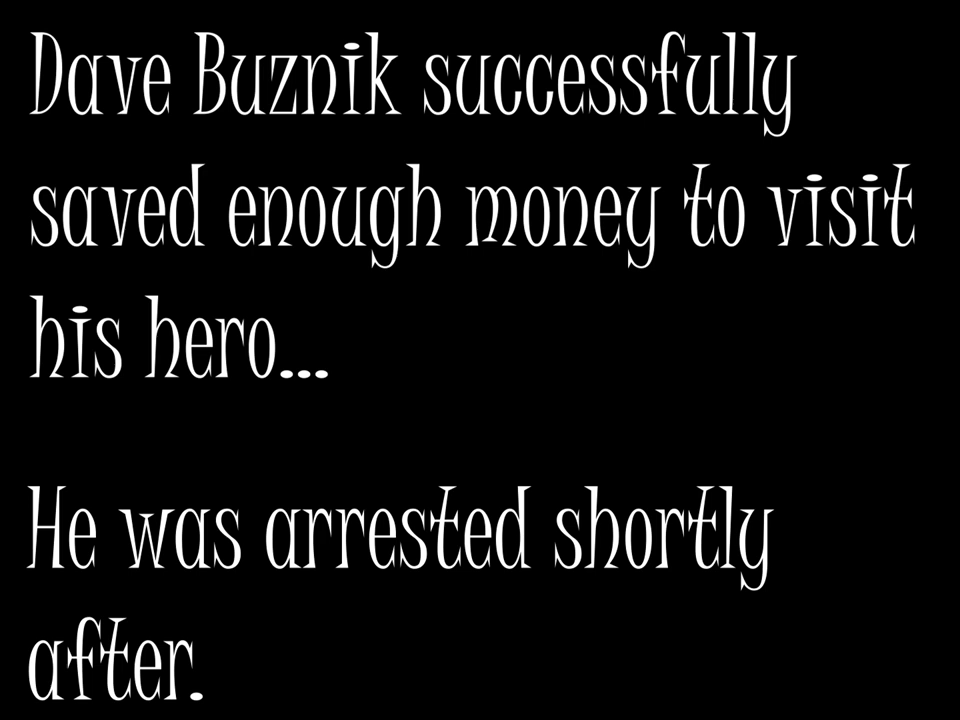 Dave Buznik successfully
saved enough money to visit
his hero...
He was arrested shortly
after.